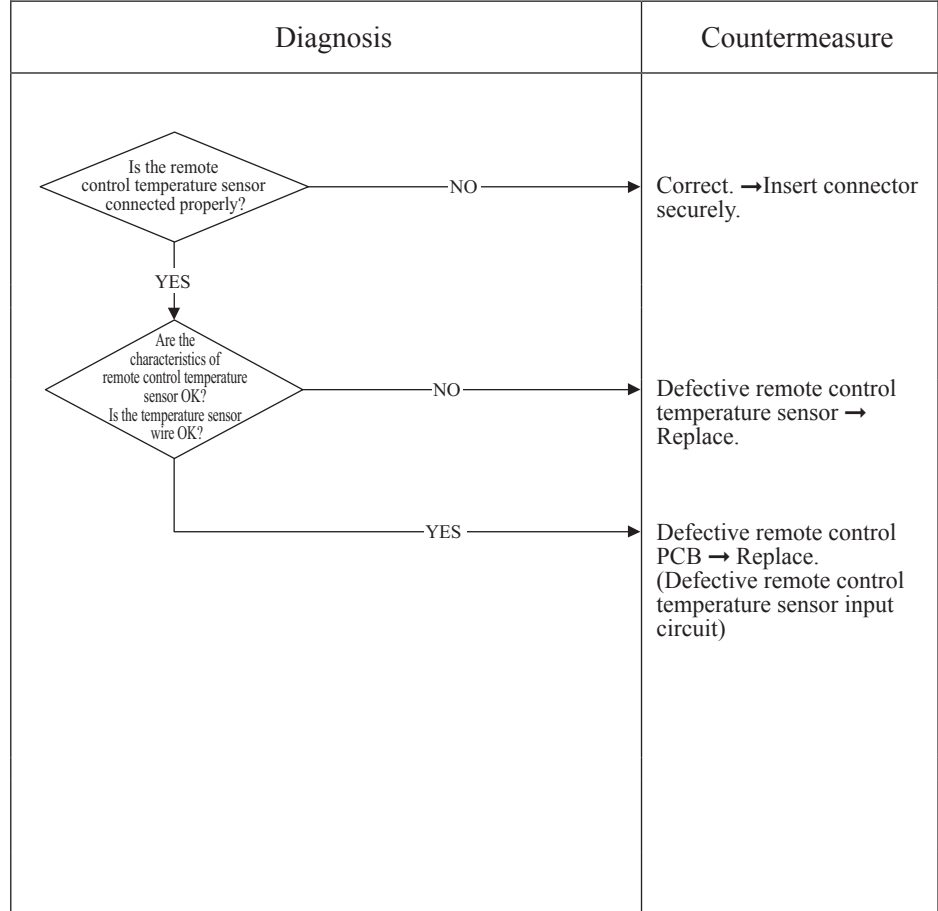 Diagnosis
Countermeasure
Is the remote
control temperature sensor
connected properly?
NO
Correct. →Insert connector
securely.
YES
Are the
characteristics of
remote control temperature
sensor OK?
Is the temperature sensor
wire OK?
NO
Defective remote control
temperature sensor →
Replace.
YES
Defective remote control
PCB → Replace.
(Defective remote control
temperature sensor input
circuit)